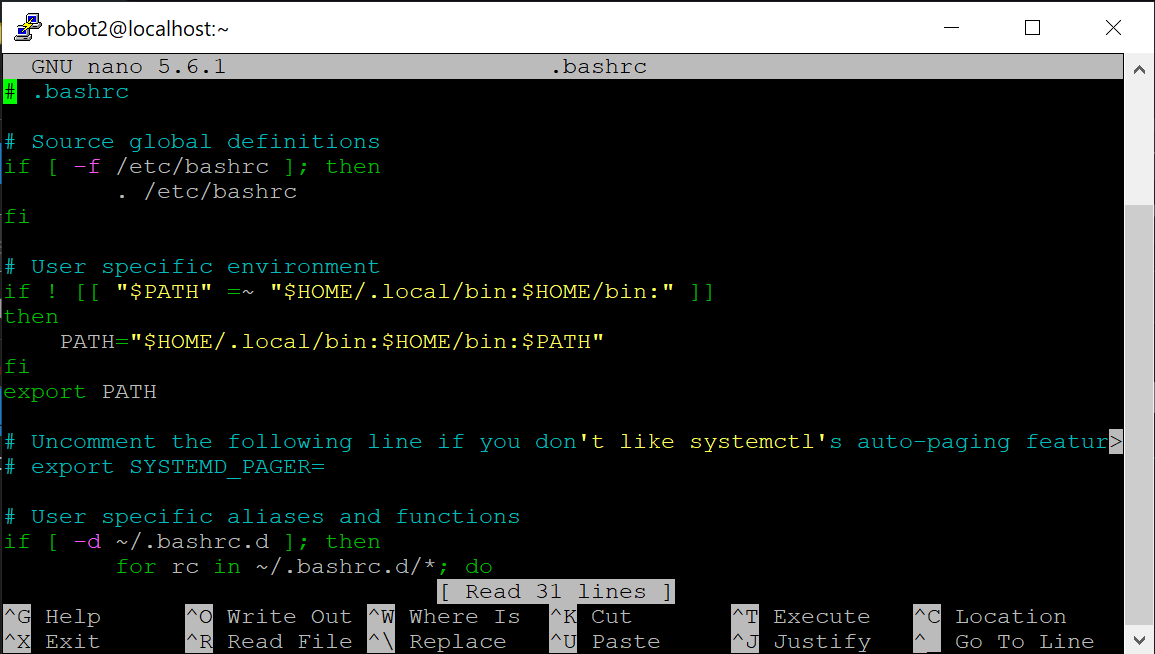 robot2@localhost:~
GNU nano 5.6.1 .bashrc
# .bashrc
# Source global definitions
if [ -f /etc/bashrc ]; then
. /etc/bashrc
fi
# User specific environment
if ! [[ "$PATH" =~ "$HOME/.local/bin:$HOME/bin:" ]]
then
PATH="$HOME/.local/bin:$HOME/bin:$PATH"
fi
export PATH
# Uncomment the following line if you don't like systemctl's auto-paging featur>
# export SYSTEMD_PAGER=
# User specific aliases and functions
if [ -d ~/.bashrc.d ]; then
for rc in ~/.bashrc.d/*; do
[ Read 31 lines ]
^G Help ^O Write Out ^W Where Is ^K Cut ^T Execute ^C Location
^X Exit ^R Read File ^\ Replace ^U Paste ^J Justify ^_ Go To Line